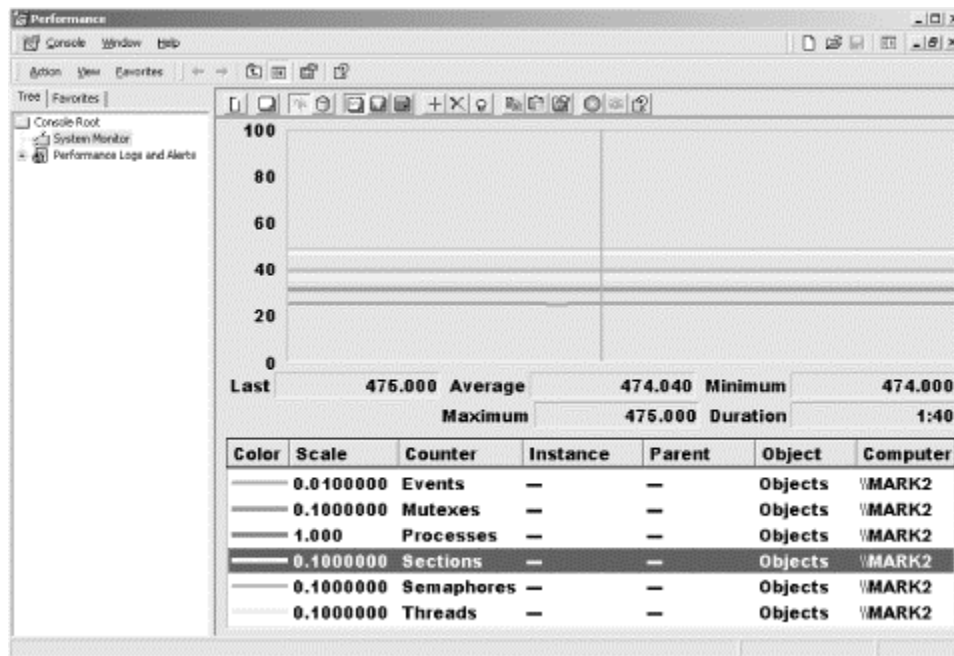 Performance
Console Window Help
Action View Favorites
Tree Favorites
Console Root
System Monitor
Performance Logs and Alerts
100
80
60
40
20
0
Last 475.000 Average 474.040 Minimum 474.000
Maximum 475.000 Duration 1:40
Color Scale Counter Instance Parent Object Computer
0.0100000 Events — — Objects \\MARK2
0.1000000 Mutexes — — Objects \\MARK2
1.000 Processes — — Objects \\MARK2
0.1000000 Sections — — Objects \\MARK2
0.1000000 Semaphores — — Objects \\MARK2
0.1000000 Threads — — Objects \\MARK2